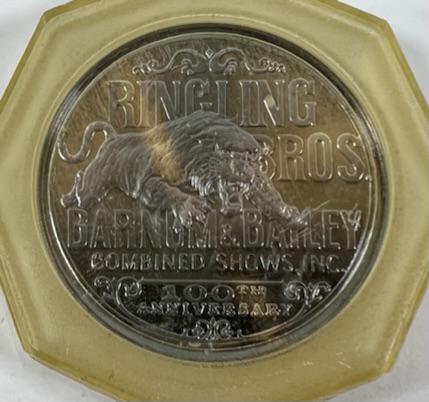 RINGLING
BROS.
BARNUM & BAILEY
COMBINED SHOWS, INC.
100TH
ANNIVERSARY